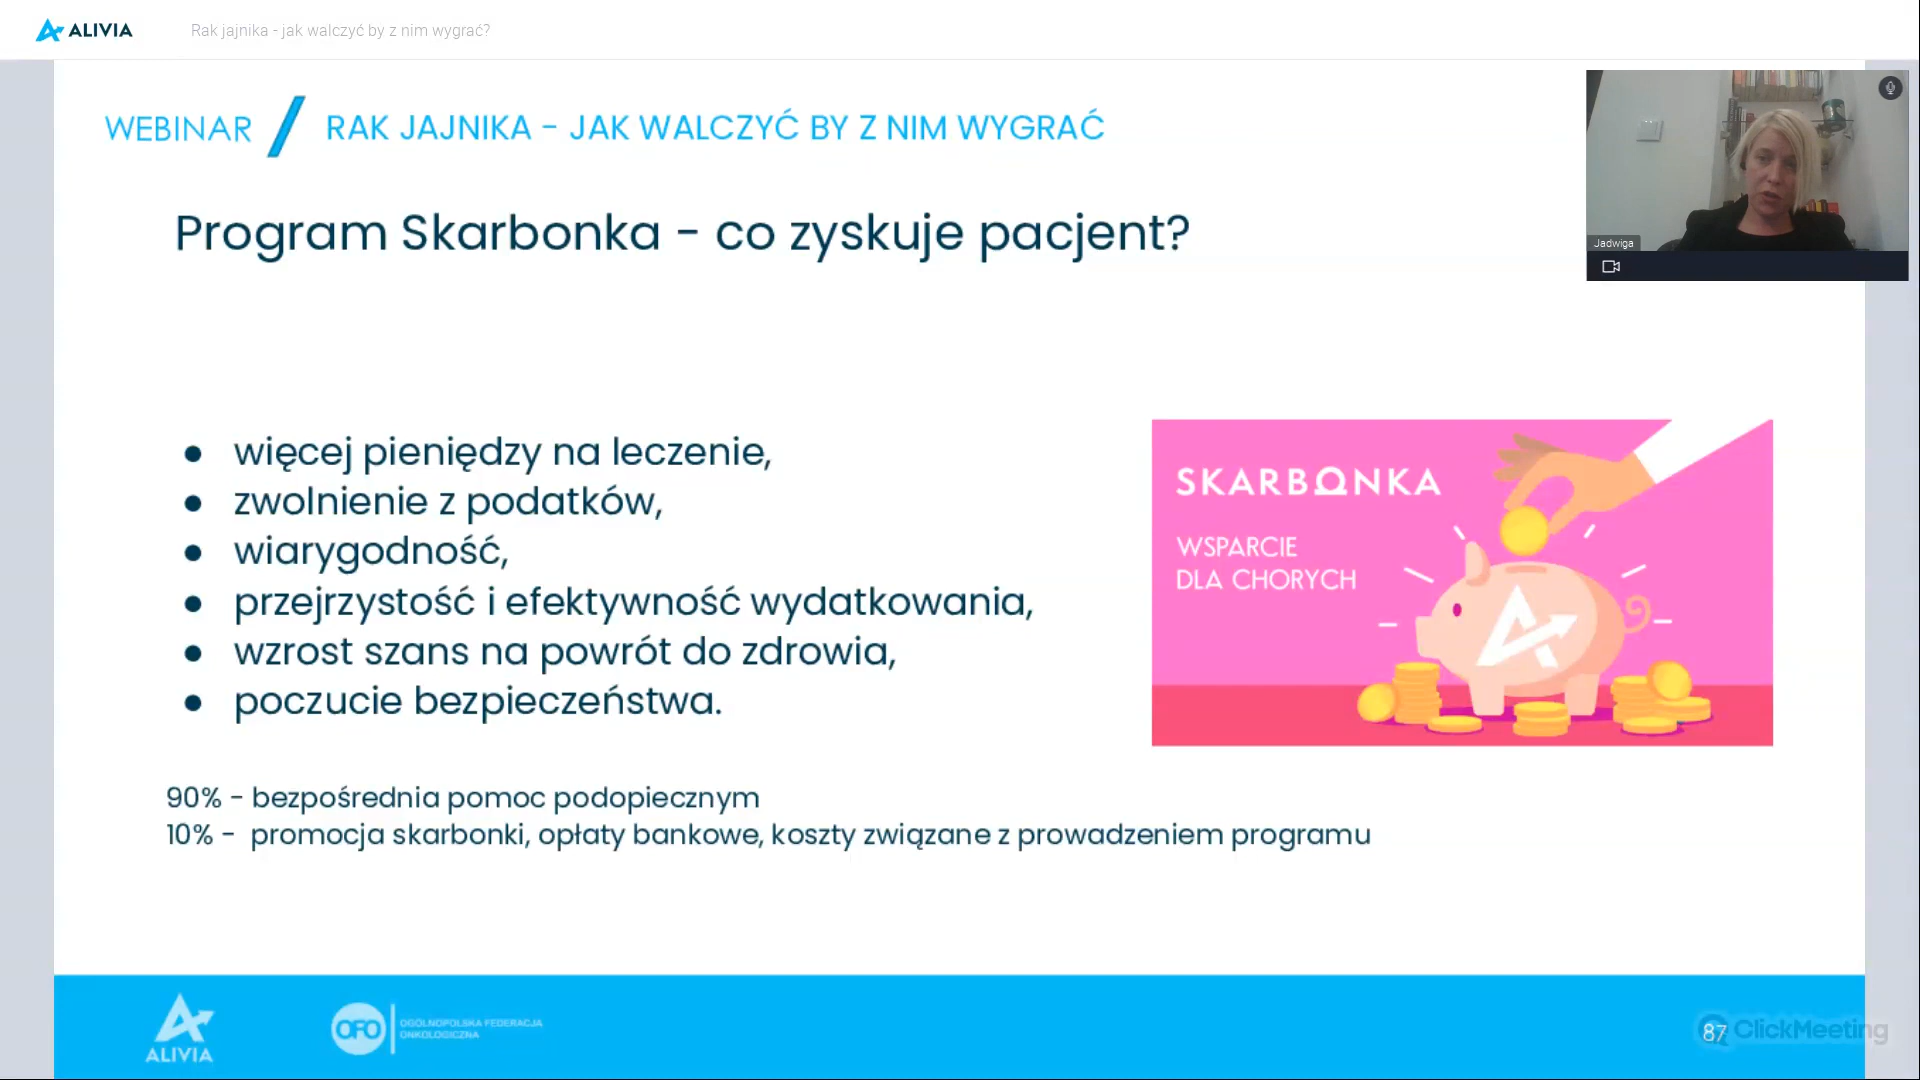 ALIVIA
Rak jajnika - jak walczyć by z nim wygrać?
WEBINAR / RAK JAJNIKA - JAK WALCZYĆ BY Z NIM WYGRAĆ
Jadwiga
Program Skarbonka - co zyskuje pacjent?
● więcej pieniędzy na leczenie,
● zwolnienie z podatków,
● wiarygodność,
● przejrzystość i efektywność wydatkowania,
● wzrost szans na powrót do zdrowia,
● poczucie bezpieczeństwa.
SKARBONKA
WSPARCIE
DLA CHORYCH
90% - bezpośrednia pomoc podopiecznym
10% - promocja skarbonki, opłaty bankowe, koszty związane z prowadzeniem programu
ALIVIA
OFO
OGÓLNOPOLSKA FEDERACJA
ONKOLOGICZNA
87
ClickMeeting